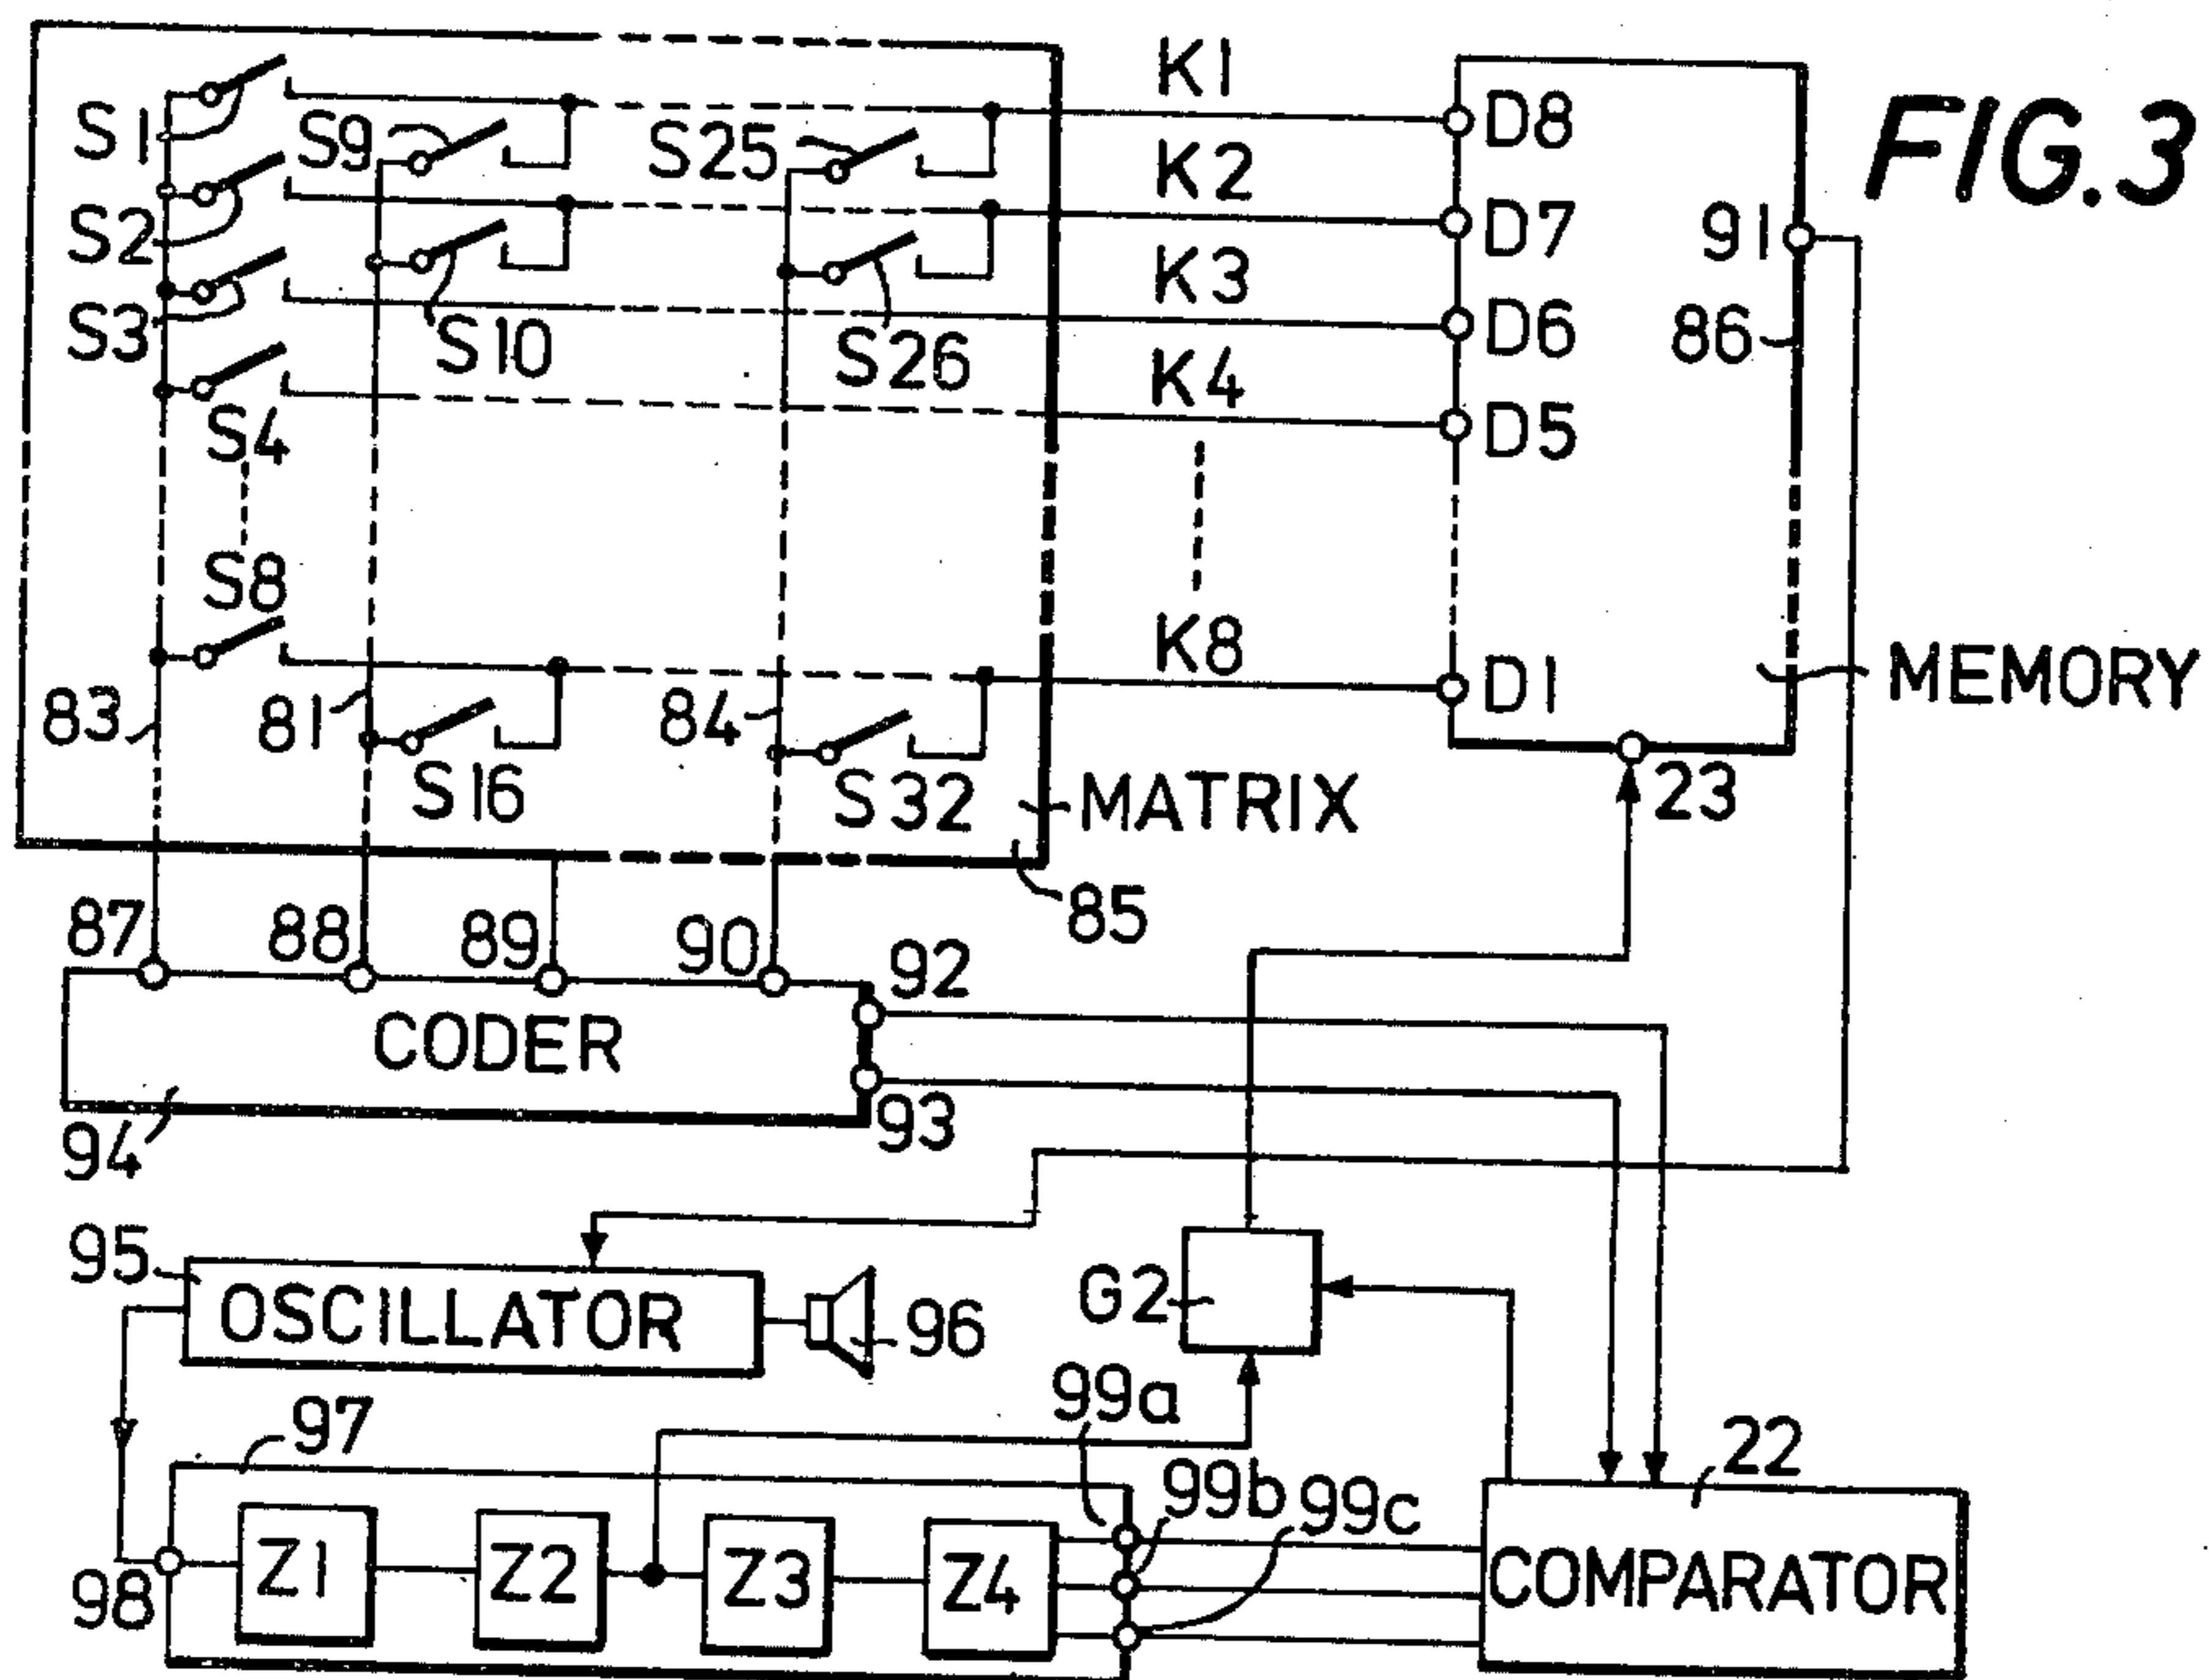 FIG.3
K1
S1
S9
S25
D8
K2
S2
D7
91
K3
S3
S10
S26
D6
86
K4
S4
D5
S8
K8
MEMORY
83
81
84
D1
S16
S32
MATRIX
23
85
87
88
89
90
92
CODER
93
94
95
OSCILLATOR
96
G2
99a
97
22
99b
99c
98
Z1
Z2
Z3
Z4
COMPARATOR